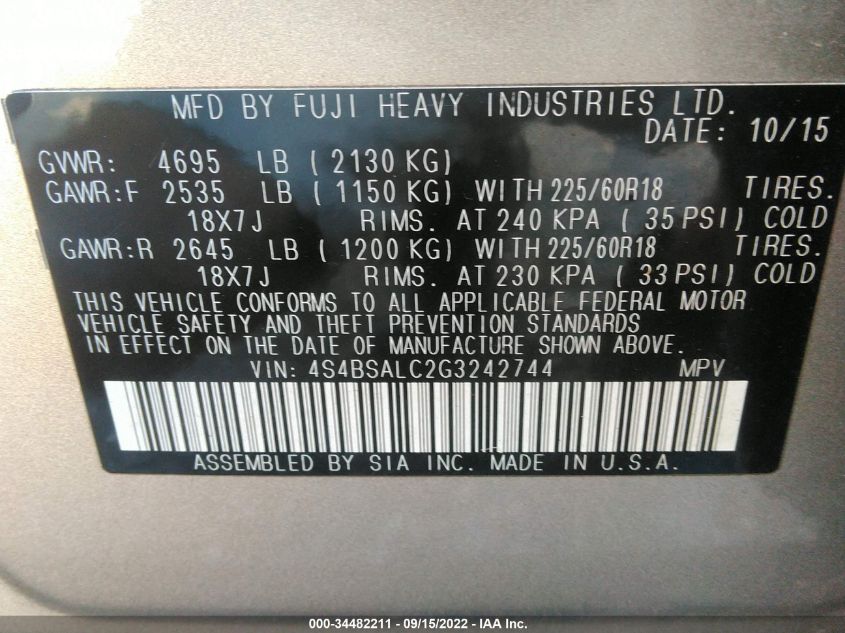 MFD BY FUJI HEAVY INDUSTRIES LTD.
DATE: 10/15
GVWR: 4695 LB ( 2130 KG)
GAWR:F 2535 LB ( 1150 KG) WITH 225/60R18 TIRES.
18X7J RIMS. AT 240 KPA ( 35 PSI) COLD
GAWR:R 2645 LB ( 1200 KG) WITH 225/60R18 TIRES.
18X7J RIMS. AT 230 KPA ( 33 PSI) COLD
THIS VEHICLE CONFORMS TO ALL APPLICABLE FEDERAL MOTOR
VEHICLE SAFETY AND THEFT PREVENTION STANDARDS
IN EFFECT ON THE DATE OF MANUFACTURE SHOWN ABOVE.
VIN: 4S4BSALC2G3242744 MPV
ASSEMBLED BY SIA INC. MADE IN U.S.A.
000-34482211 - 09/15/2022 - IAA Inc.